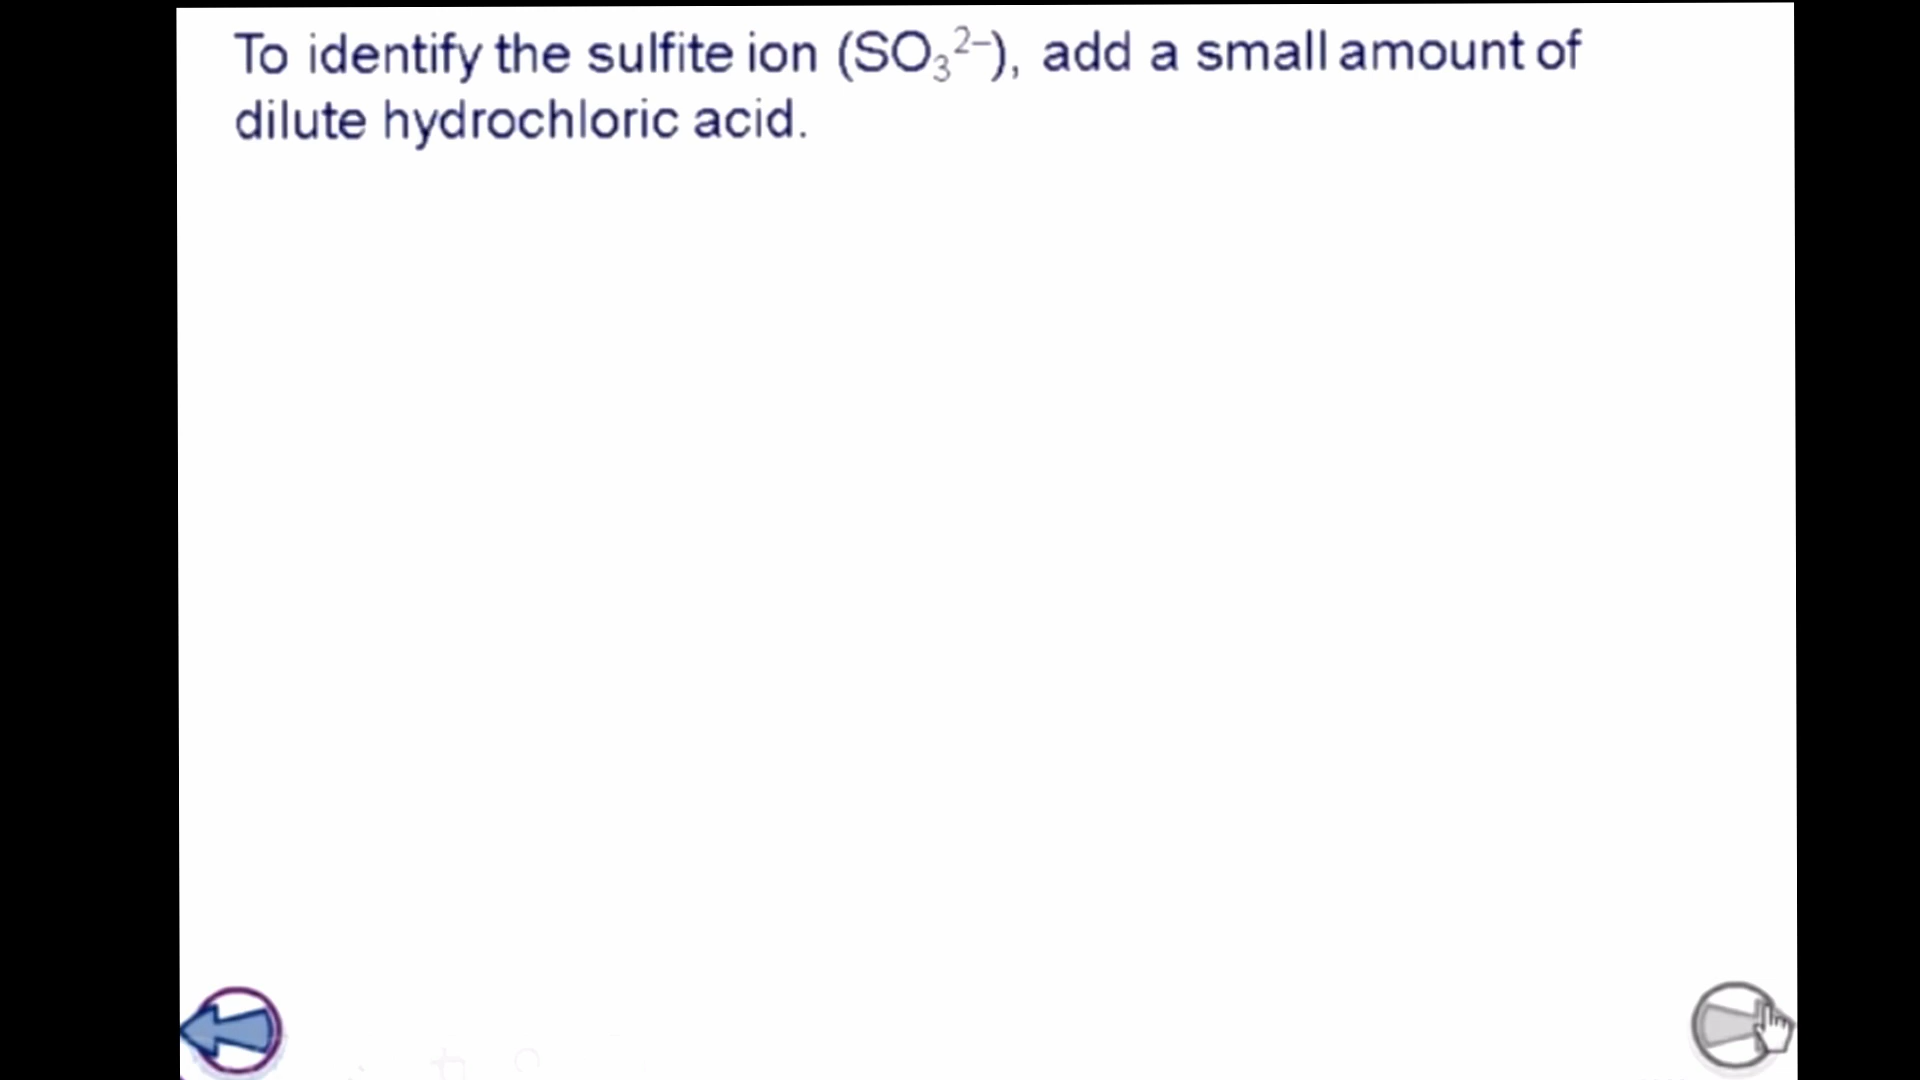 To identify the sulfite ion (SO₃²⁻), add a small amount of
dilute hydrochloric acid.